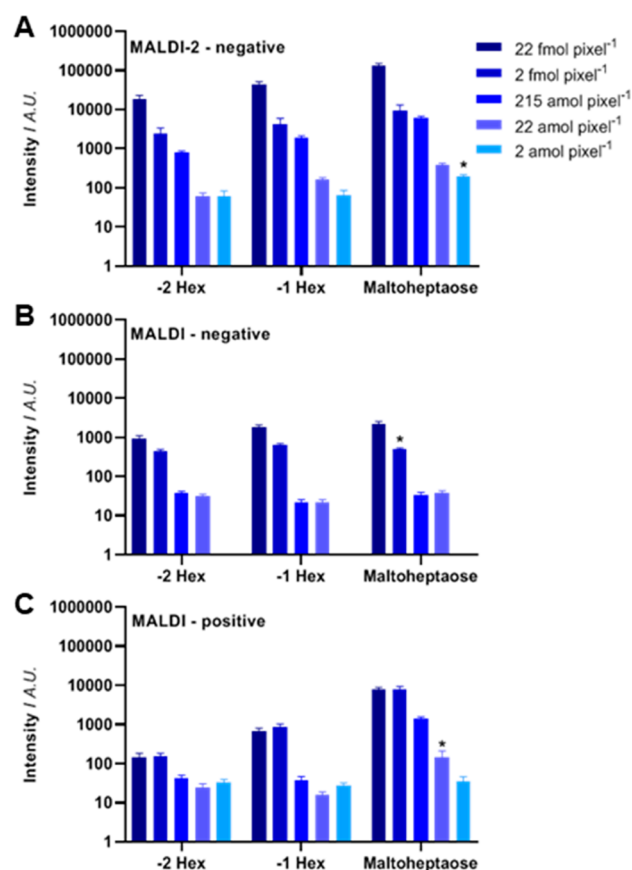 A
MALDI-2 - negative
Intensity / A.U.
1000000
100000
10000
1000
100
10
1
-2 Hex
-1 Hex
Maltoheptaose
*
22 fmol pixel⁻¹
2 fmol pixel⁻¹
215 amol pixel⁻¹
22 amol pixel⁻¹
2 amol pixel⁻¹
B
MALDI - negative
Intensity / A.U.
1000000
100000
10000
1000
100
10
1
*
-2 Hex
-1 Hex
Maltoheptaose
C
MALDI - positive
Intensity / A.U.
1000000
100000
10000
1000
100
10
1
*
-2 Hex
-1 Hex
Maltoheptaose